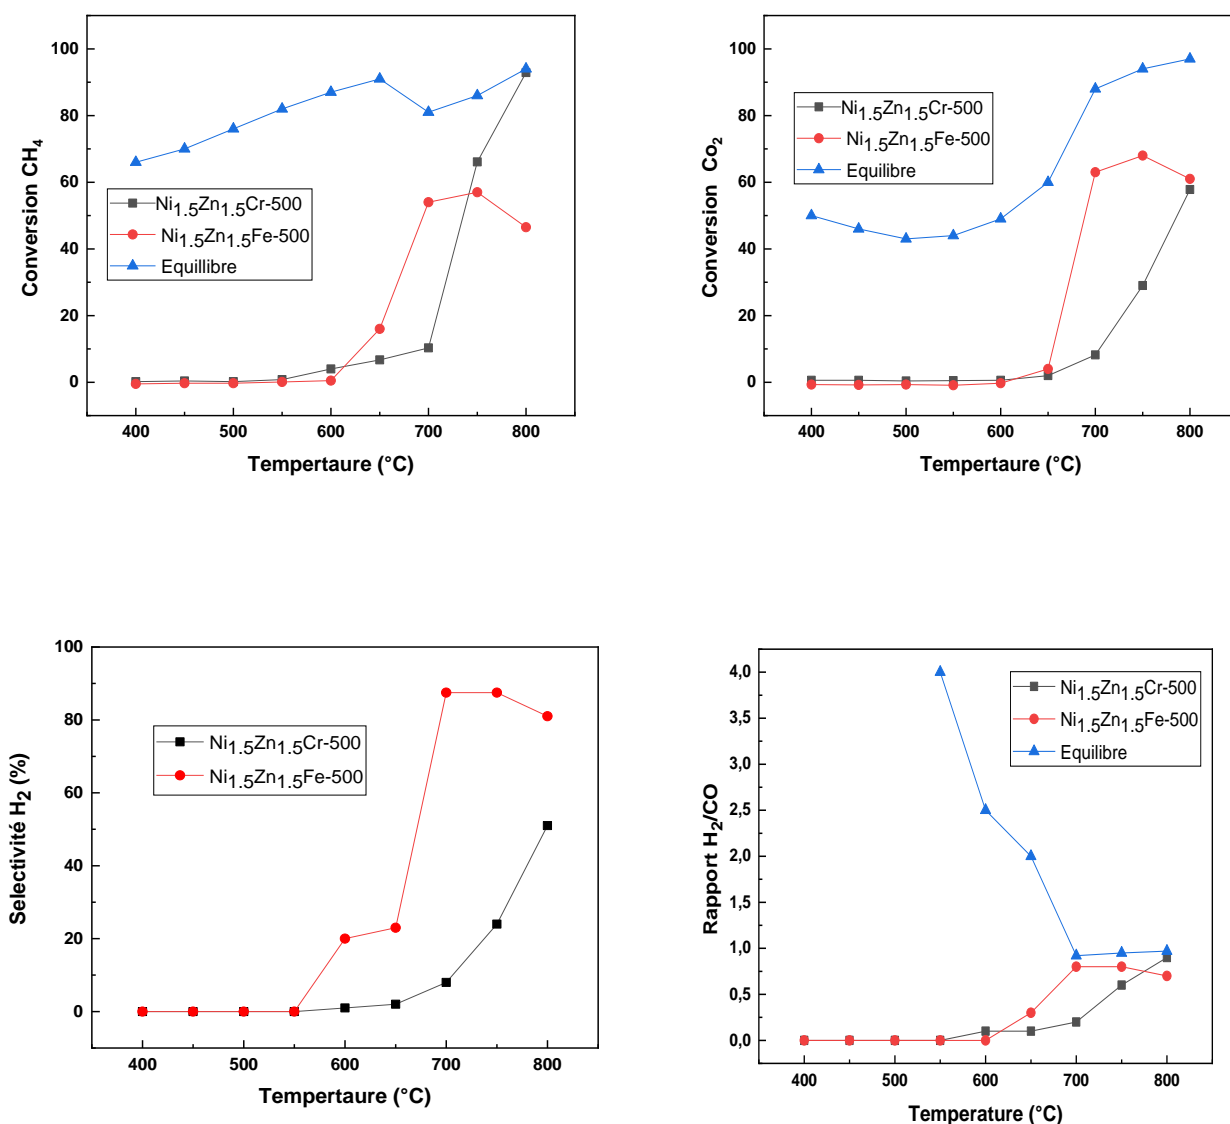 100
80
60
40
20
0
Conversion CH4
Ni1.5Zn1.5Cr-500
Ni1.5Zn1.5Fe-500
Equillibre
400 500 600 700 800
Tempertaure (°C)
100
80
60
40
20
0
Conversion Co2
Ni1.5Zn1.5Cr-500
Ni1.5Zn1.5Fe-500
Equilibre
400 500 600 700 800
Tempertaure (°C)
100
80
60
40
20
0
Selectivité H2 (%)
Ni1.5Zn1.5Cr-500
Ni1.5Zn1.5Fe-500
400 500 600 700 800
Tempertaure (°C)
4,0
3,5
3,0
2,5
2,0
1,5
1,0
0,5
0,0
Rapport H2/CO
Ni1.5Zn1.5Cr-500
Ni1.5Zn1.5Fe-500
Equilibre
400 500 600 700 800
Temperature (°C)